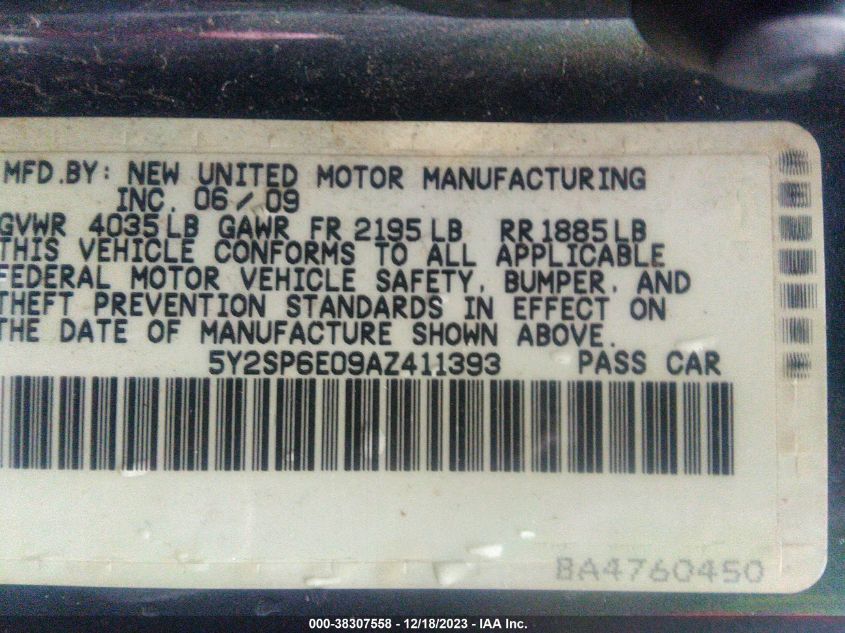 MFD.BY: NEW UNITED MOTOR MANUFACTURING
INC. 06/09
GVWR 4035LB GAWR FR 2195LB RR1885LB
THIS VEHICLE CONFORMS TO ALL APPLICABLE
FEDERAL MOTOR VEHICLE SAFETY, BUMPER, AND
THEFT PREVENTION STANDARDS IN EFFECT ON
THE DATE OF MANUFACTURE SHOWN ABOVE.
5Y2SP6E09AZ411393 PASS CAR
BA4760450
000-38307558 - 12/18/2023 - IAA Inc.